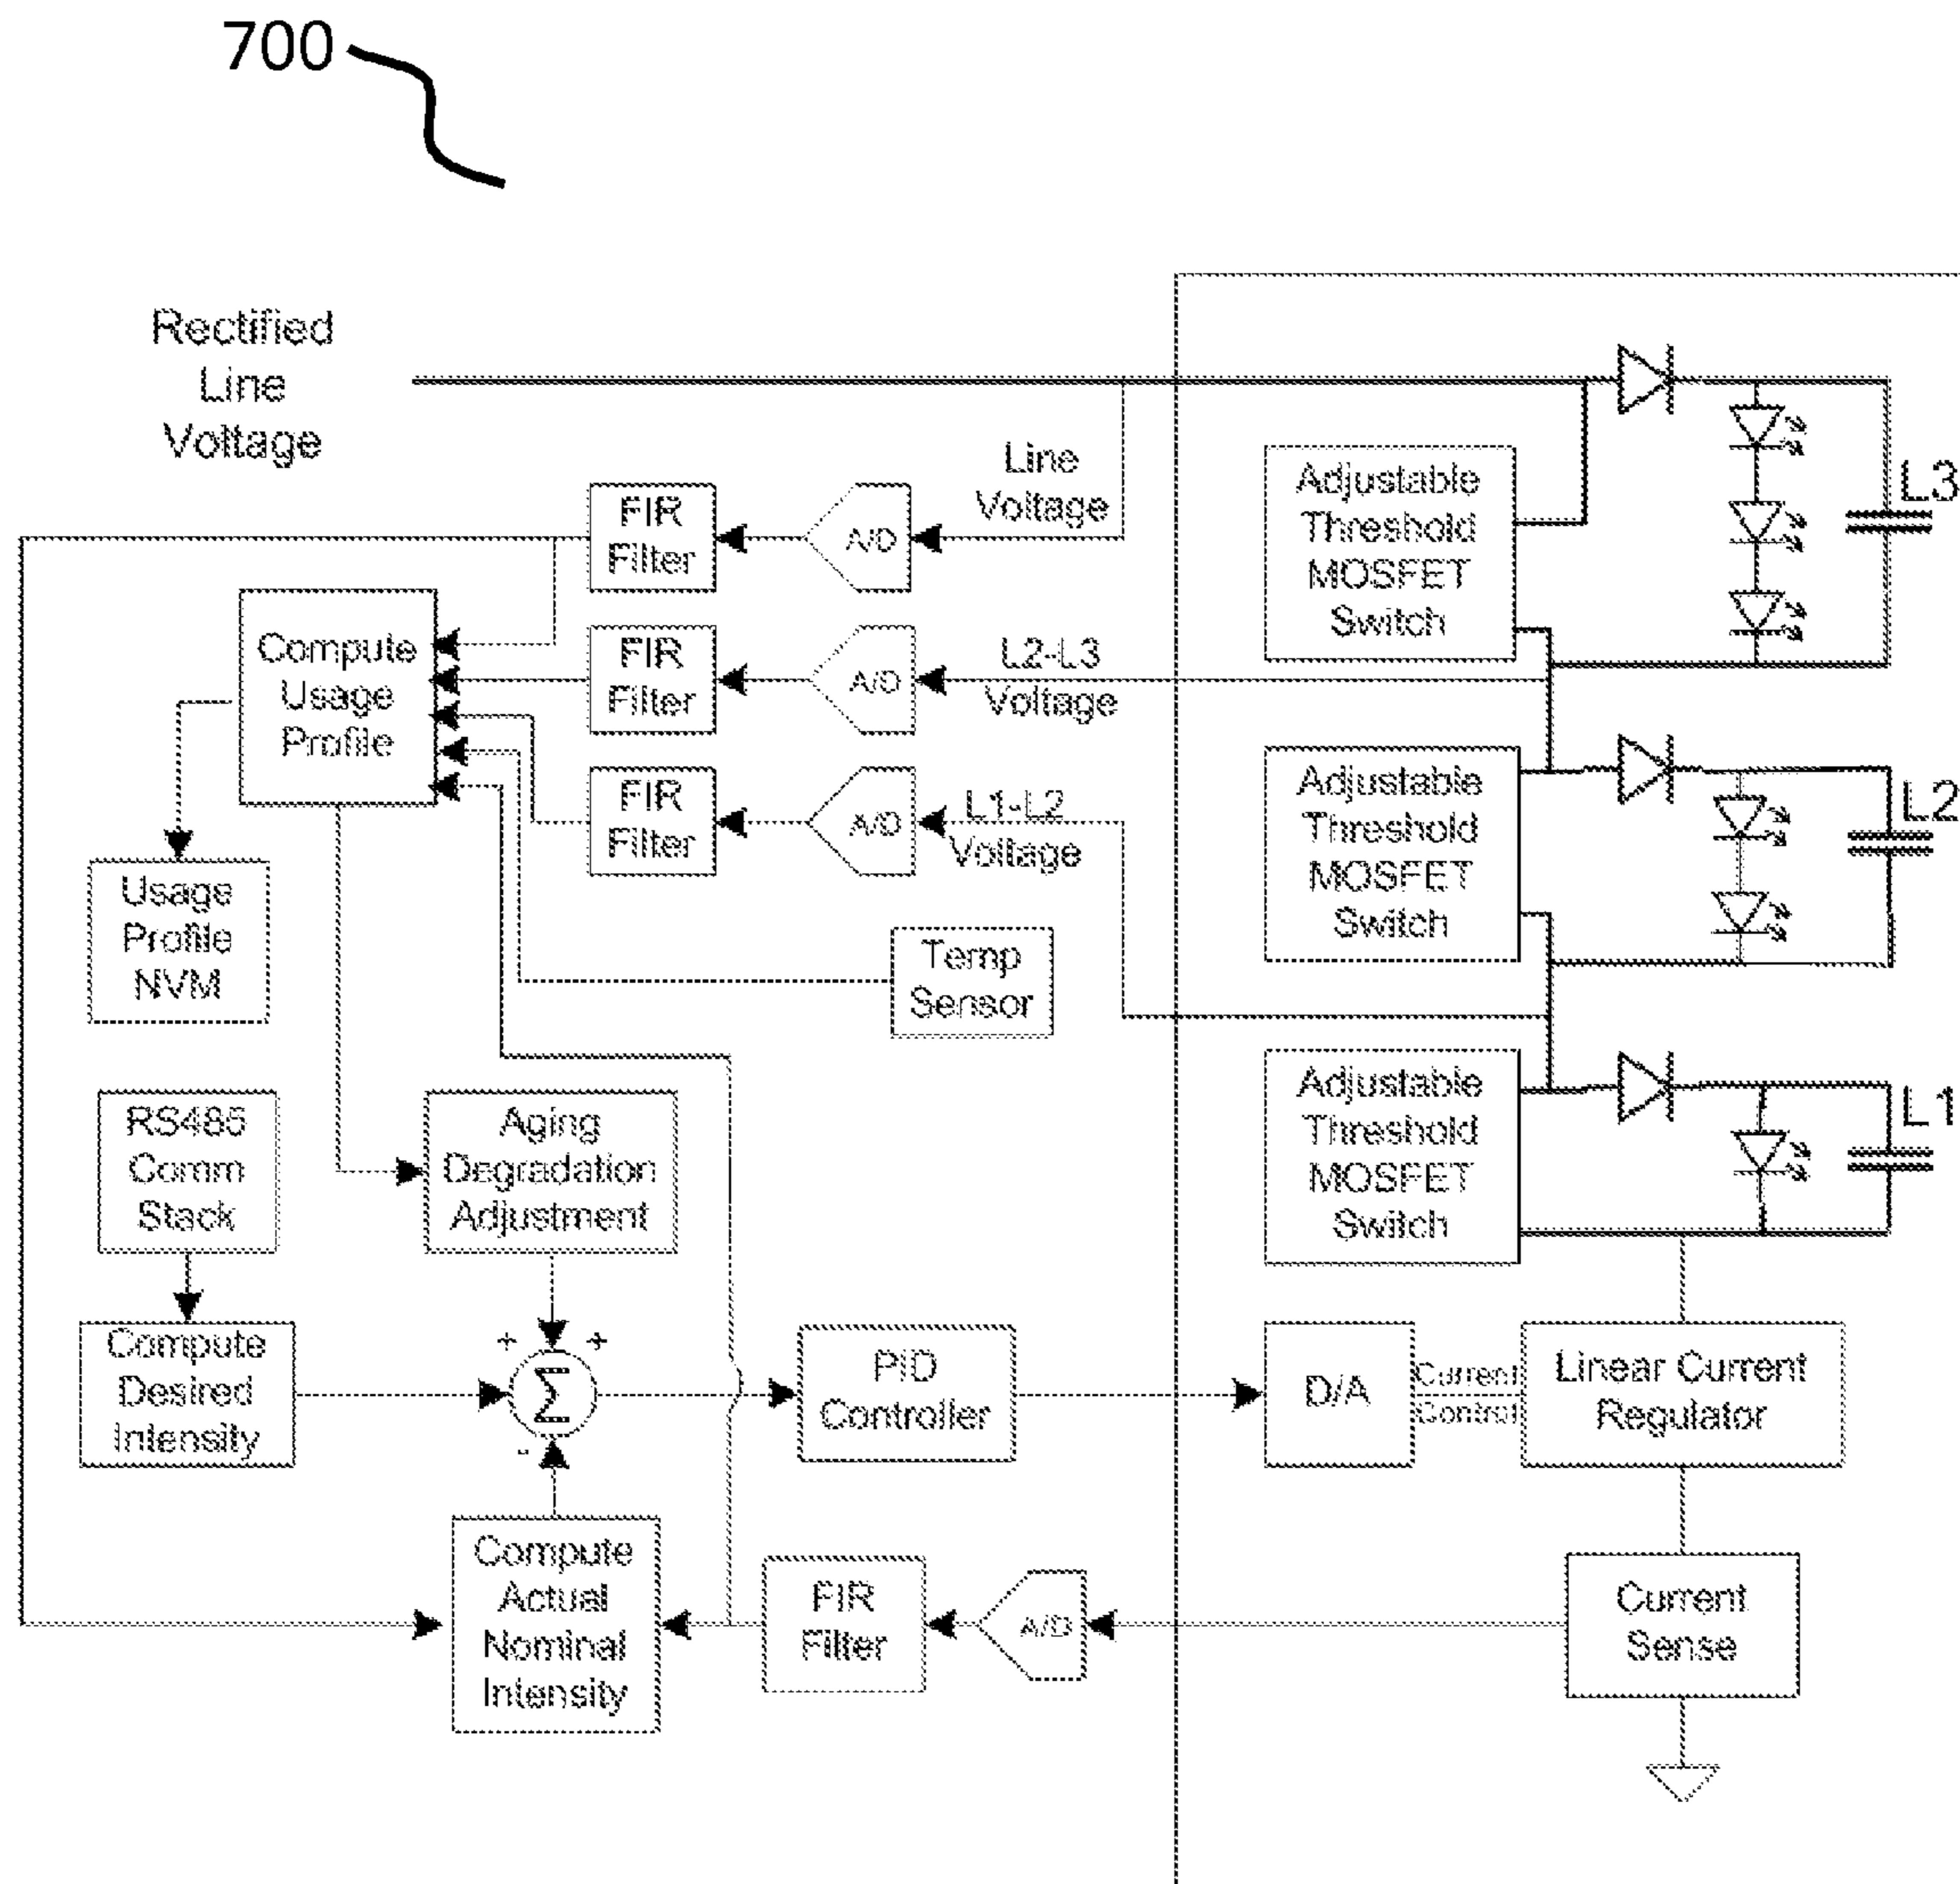 700
Rectified
Line
Voltage
Line
Voltage
FIR
Filter
A/D
Adjustable
Threshold
MOSFET
Switch
L3
Compute
Usage
Profile
FIR
Filter
A/D
L2-L3
Voltage
FIR
Filter
A/D
L1-L2
Voltage
Adjustable
Threshold
MOSFET
Switch
L2
Usage
Profile
NVM
Temp
Sensor
RS485
Comm
Stack
Aging
Degradation
Adjustment
Adjustable
Threshold
MOSFET
Switch
L1
Compute
Desired
Intensity
+ +
Σ
-
PID
Controller
D/A
Current
Control
Linear Current
Regulator
Compute
Actual
Nominal
Intensity
FIR
Filter
A/D
Current
Sense